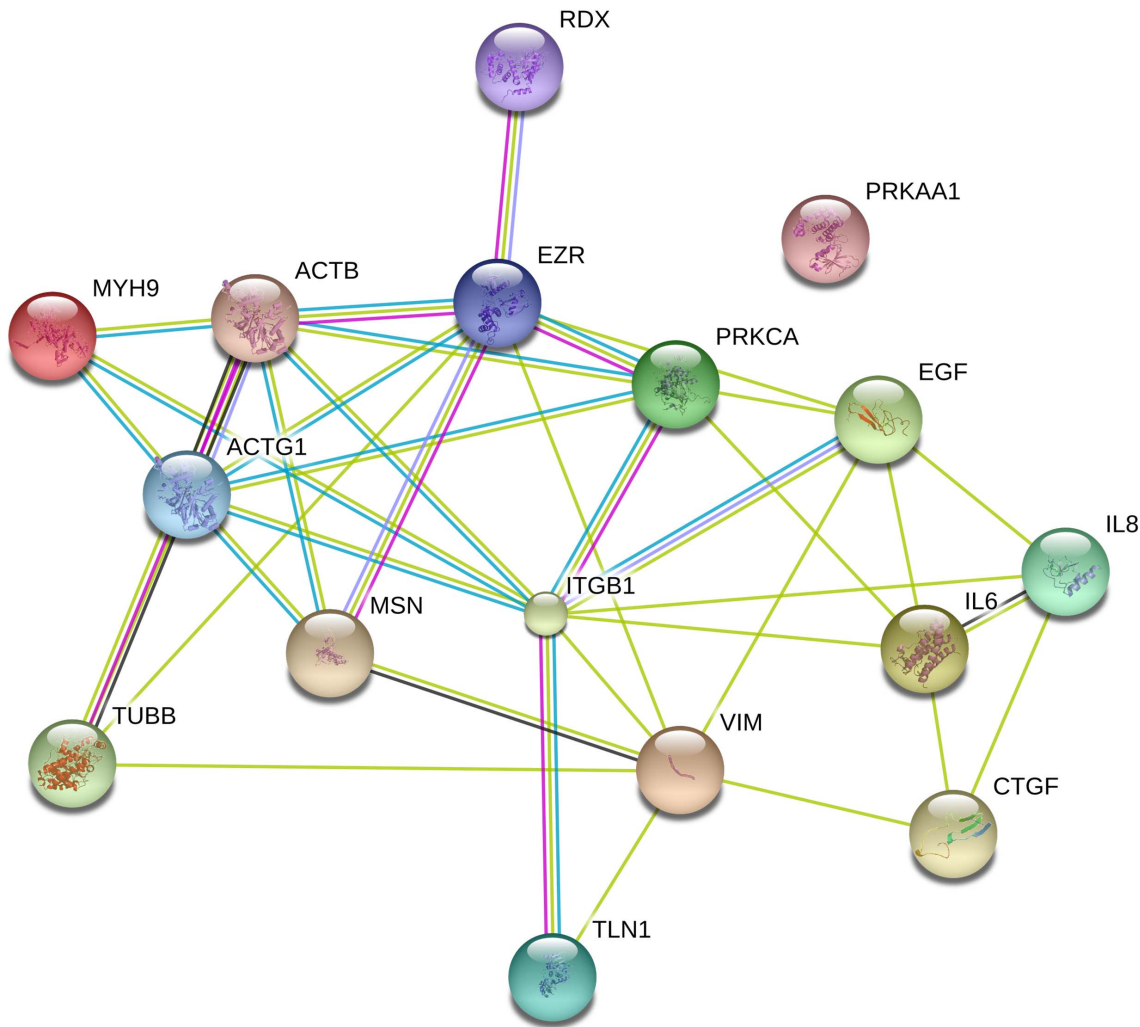 RDX
PRKAA1
EZR
ACTB
MYH9
PRKCA
EGF
ACTG1
IL8
ITGB1
MSN
IL6
TUBB
VIM
CTGF
TLN1